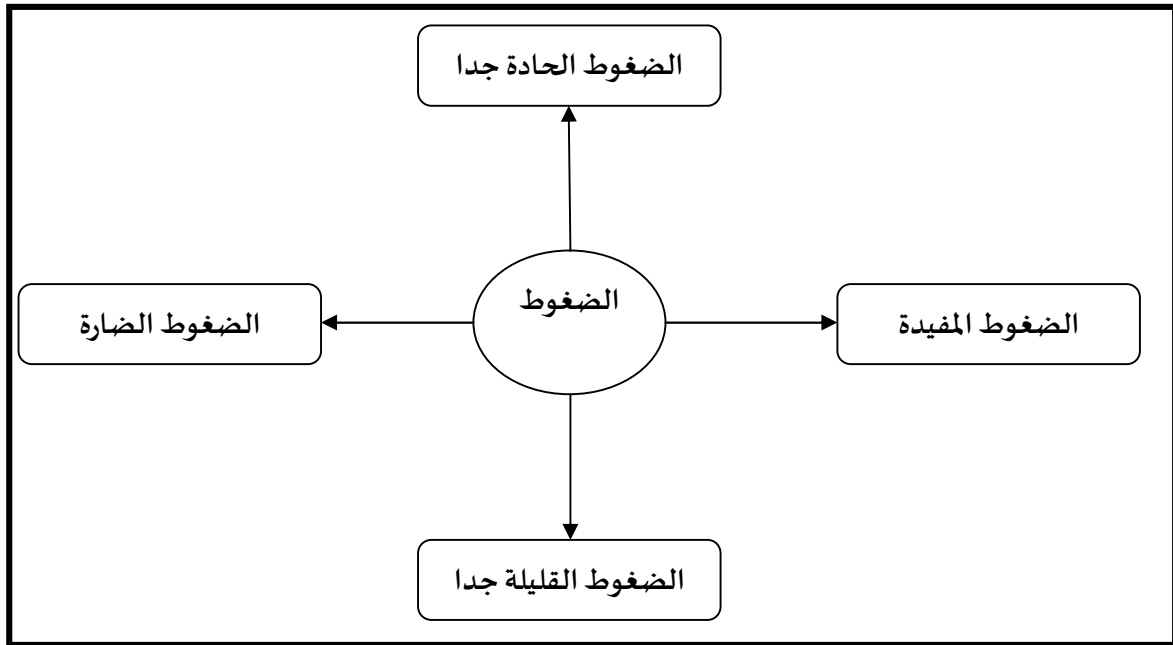 الضغوط الحادة جدا
الضغوط
الضغوط المفيدة
الضغوط الضارة
الضغوط القليلة جدا